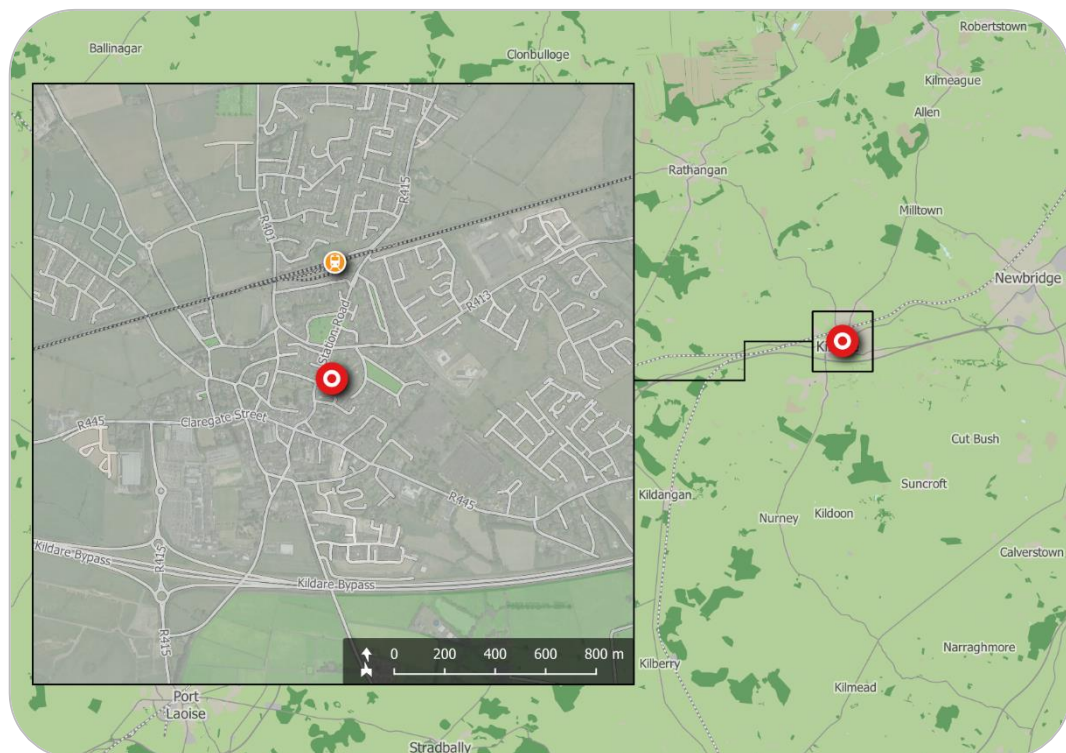 Robertstown
Ballinagar
Clonbulloge
Kilmeague
Allen
Rathangan
R415
Milltown
R401
Newbridge
R413
Station Road
Claregate Street
R445
Cut Bush
Suncroft
R445
Kildangan
Kildoon
Nurney
Kildare Bypass
R415
Calverstown
Kildare Bypass
R415
Narraghmore
0 200 400 600 800 m
Kilberry
Kilmead
Port
Laoise
Stradbally